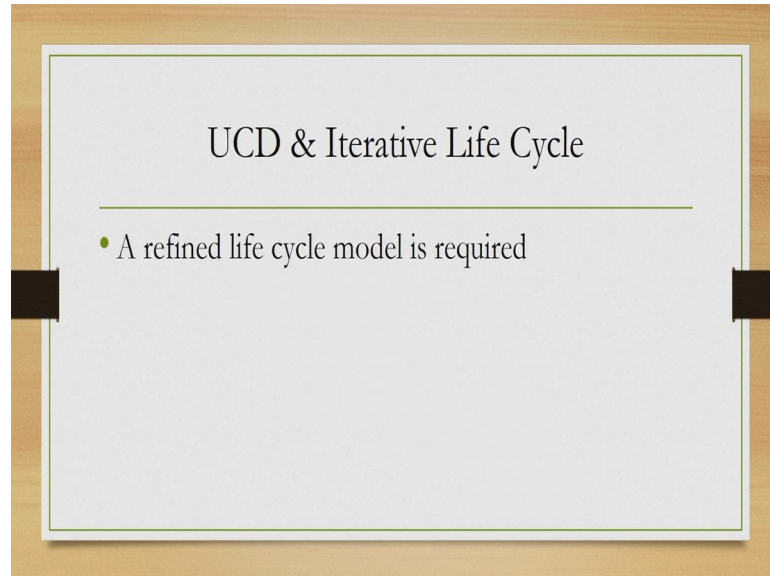 UCD & Iterative Life Cycle
• A refined life cycle model is required